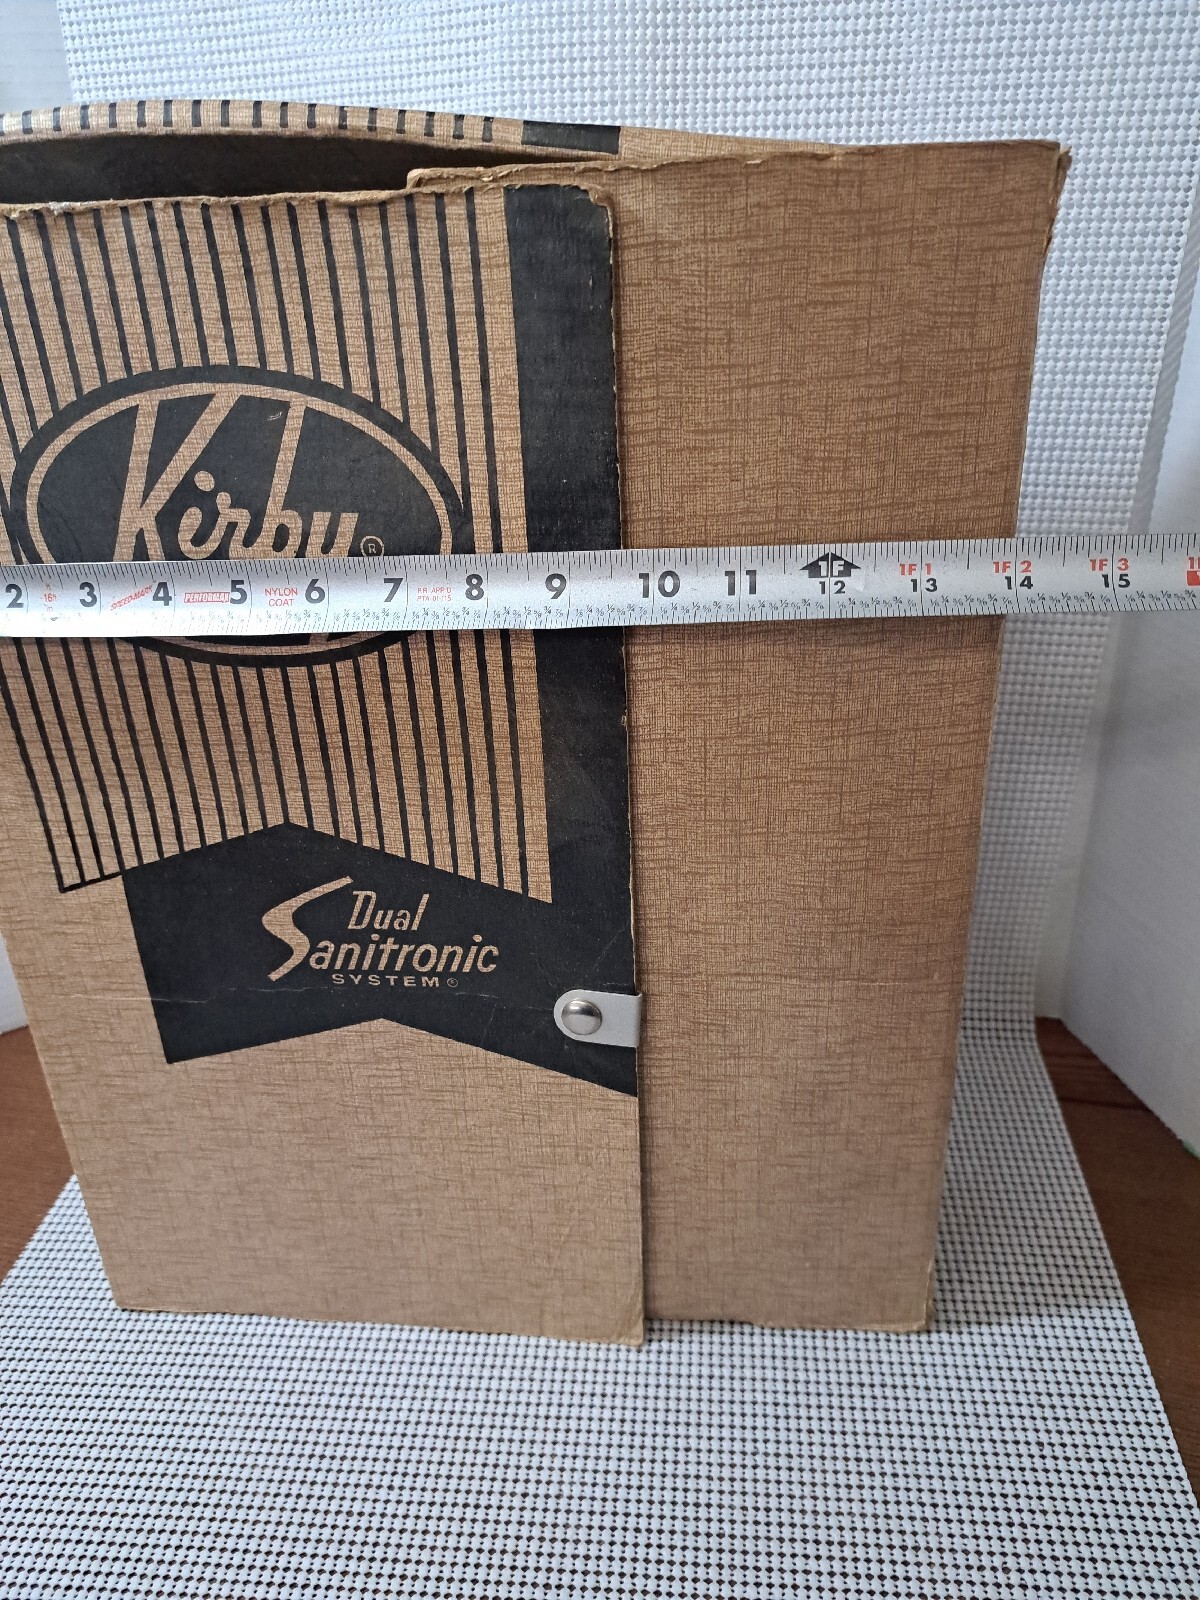 Kirby®
2 3 4 5 6 7 8 9 10 11 1F 12 1F 1 13 1F 2 14 1F 3 15
NYLON
COAT
Dual
Sanitronic
SYSTEM®